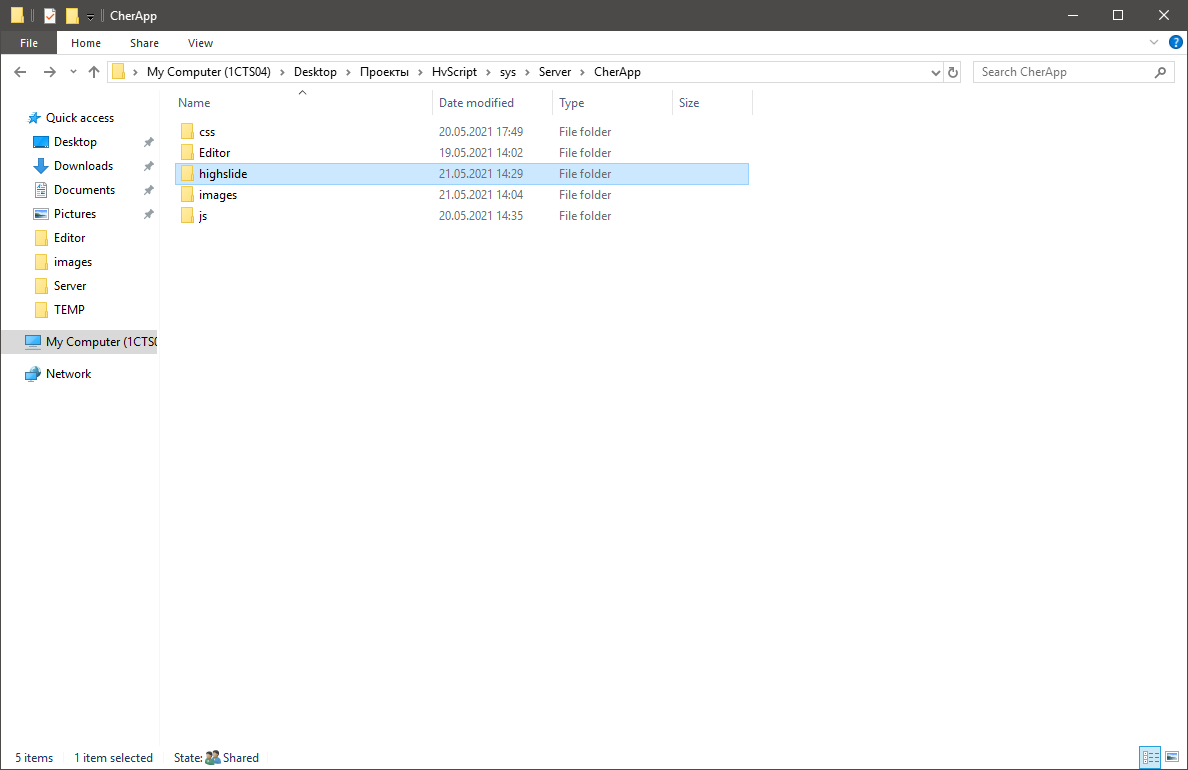 CherApp
File Home Share View
My Computer (1CTS04) Desktop Проекты HvScript sys Server CherApp Search CherApp
Name Date modified Type Size
Quick access
Desktop
Downloads
Documents
Pictures
Editor
images
Server
TEMP
My Computer (1CTS0
Network
css 20.05.2021 17:49 File folder
Editor 19.05.2021 14:02 File folder
highslide 21.05.2021 14:29 File folder
images 21.05.2021 14:04 File folder
js 20.05.2021 14:35 File folder
5 items 1 item selected State: Shared